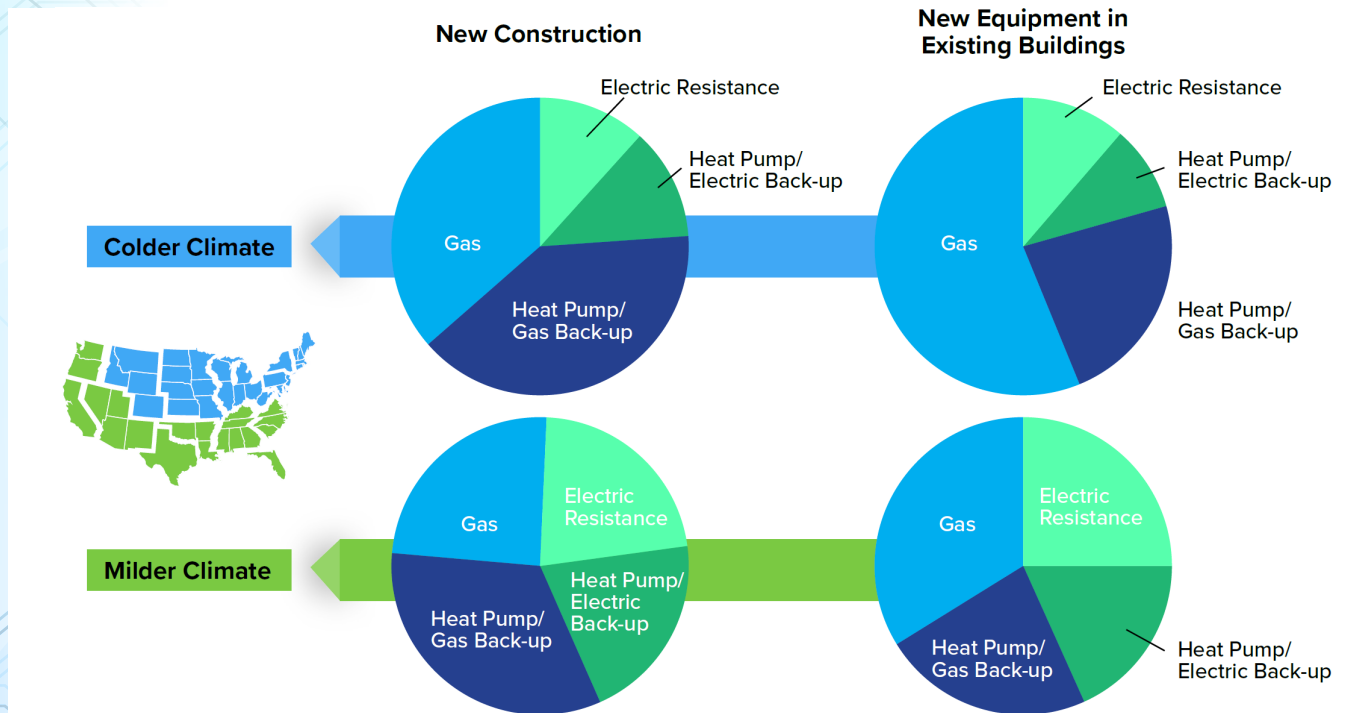 New Construction
New Equipment in
Existing Buildings
Electric Resistance
Heat Pump/
Electric Back-up
Gas
Heat Pump/
Gas Back-up
Electric Resistance
Heat Pump/
Electric Back-up
Gas
Heat Pump/
Gas Back-up
Colder Climate
Milder Climate
Gas
Electric
Resistance
Heat Pump/
Electric
Back-up
Heat Pump/
Gas Back-up
Gas
Electric
Resistance
Heat Pump/
Gas Back-up
Heat Pump/
Electric Back-up